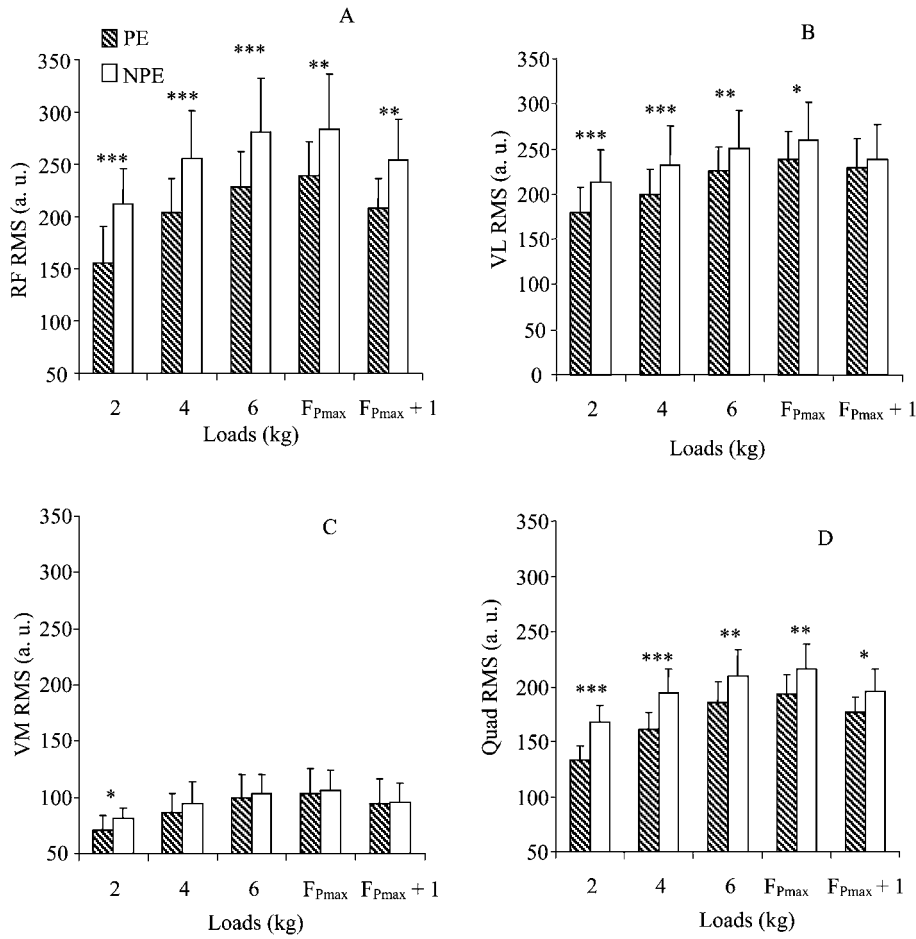 A
PE
NPE
RF RMS (a. u.)
350
300
250
200
150
100
50
***
***
***
**
**
2 4 6 FPmax FPmax + 1
Loads (kg)
B
VL RMS (a. u.)
350
300
250
200
150
100
50
0
***
***
**
*
2 4 6 FPmax FPmax + 1
Loads (kg)
C
VM RMS (a. u.)
350
300
250
200
150
100
50
*
2 4 6 FPmax FPmax + 1
Loads (kg)
D
Quad RMS (a. u.)
350
300
250
200
150
100
50
***
***
**
**
*
2 4 6 FPmax FPmax + 1
Loads (kg)